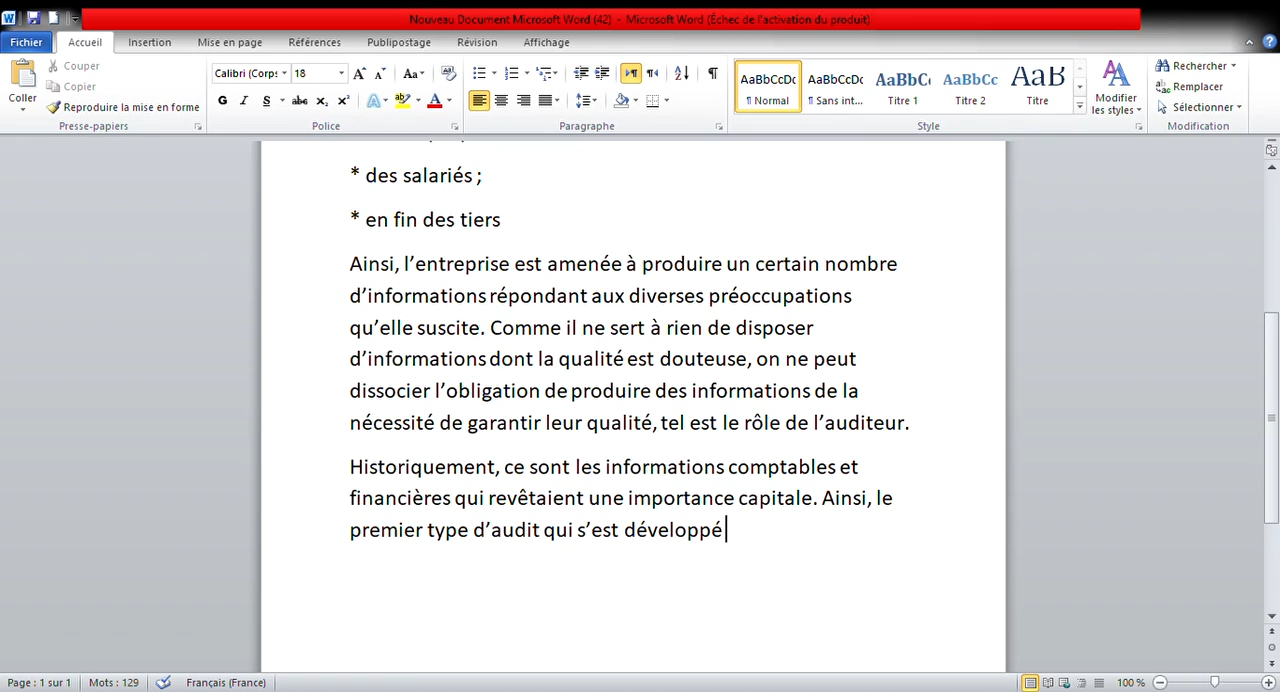 Nouveau Document Microsoft Word (42) - Microsoft Word (Échec de l'activation du produit)
Fichier Accueil Insertion Mise en page Références Publipostage Révision Affichage
Couper
Copier
Reproduire la mise en forme
Coller
Presse-papiers
Calibri (Corps 18
G I S abc x₂ x²
Aa
A
Police
Paragraphe
AaBbCcDc AaBbCcDc AaBbC AaBbCc AaB
¶ Normal ¶ Sans int... Titre 1 Titre 2 Titre
Modifier
les styles
Style
Rechercher
Remplacer
Sélectionner
Modification
* des salariés ;
* en fin des tiers
Ainsi, l’entreprise est amenée à produire un certain nombre
d’informations répondant aux diverses préoccupations
qu’elle suscite. Comme il ne sert à rien de disposer
d’informations dont la qualité est douteuse, on ne peut
dissocier l’obligation de produire des informations de la
nécessité de garantir leur qualité, tel est le rôle de l’auditeur.
Historiquement, ce sont les informations comptables et
financières qui revêtaient une importance capitale. Ainsi, le
premier type d’audit qui s’est développé
Page : 1 sur 1 Mots : 129 Français (France) 100 %